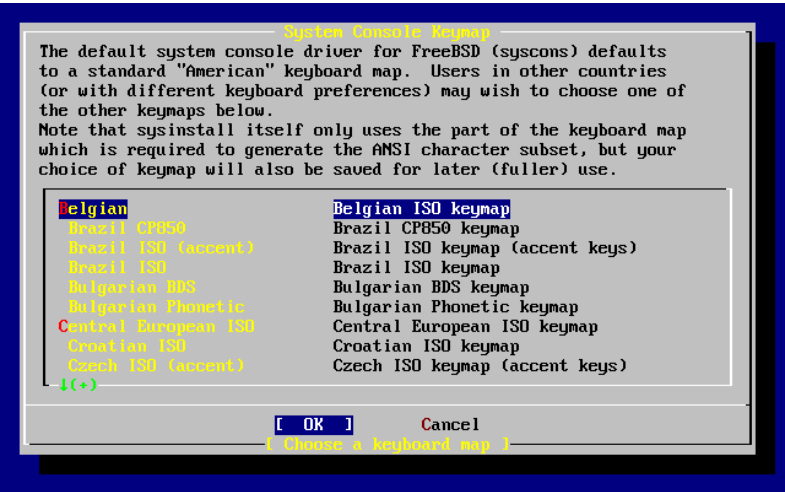 System Console Keymap
The default system console driver for FreeBSD (syscons) defaults
to a standard "American" keyboard map.  Users in other countries
(or with different keyboard preferences) may wish to choose one of
the other keymaps below.
Note that sysinstall itself only uses the part of the keyboard map
which is required to generate the ANSI character subset, but your
choice of keymap will also be saved for later (fuller) use.
Belgian Belgian ISO keymap
Brazil CP850 Brazil CP850 keymap
Brazil ISO (accent) Brazil ISO keymap (accent keys)
Brazil ISO Brazil ISO keymap
Bulgarian BDS Bulgarian BDS keymap
Bulgarian Phonetic Bulgarian Phonetic keymap
Central European ISO Central European ISO keymap
Croatian ISO Croatian ISO keymap
Czech ISO (accent) Czech ISO keymap (accent keys)
↓(+)
[ OK ] Cancel
[ Choose a keyboard map ]